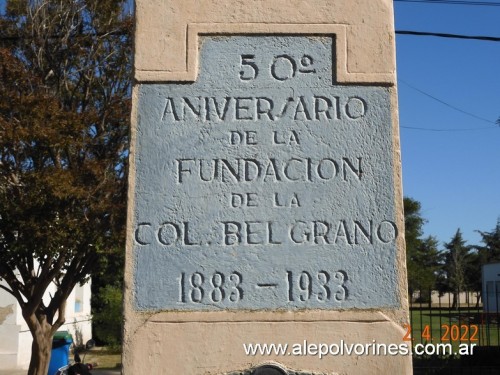 50º
ANIVERSARIO
DE LA
FUNDACION
DE LA
COL. BELGRANO
1883 - 1933
2 4 2022
www.alepolvorines.com.ar